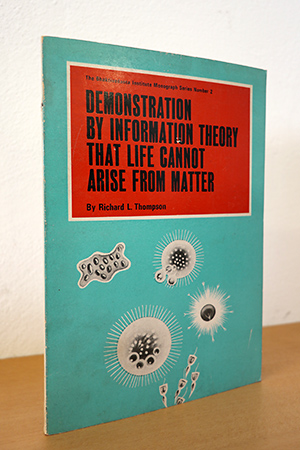 The Bhaktivedanta Institute Monograph Series Number 2
DEMONSTRATION
BY INFORMATION THEORY
THAT LIFE CANNOT
ARISE FROM MATTER
By Richard L. Thompson